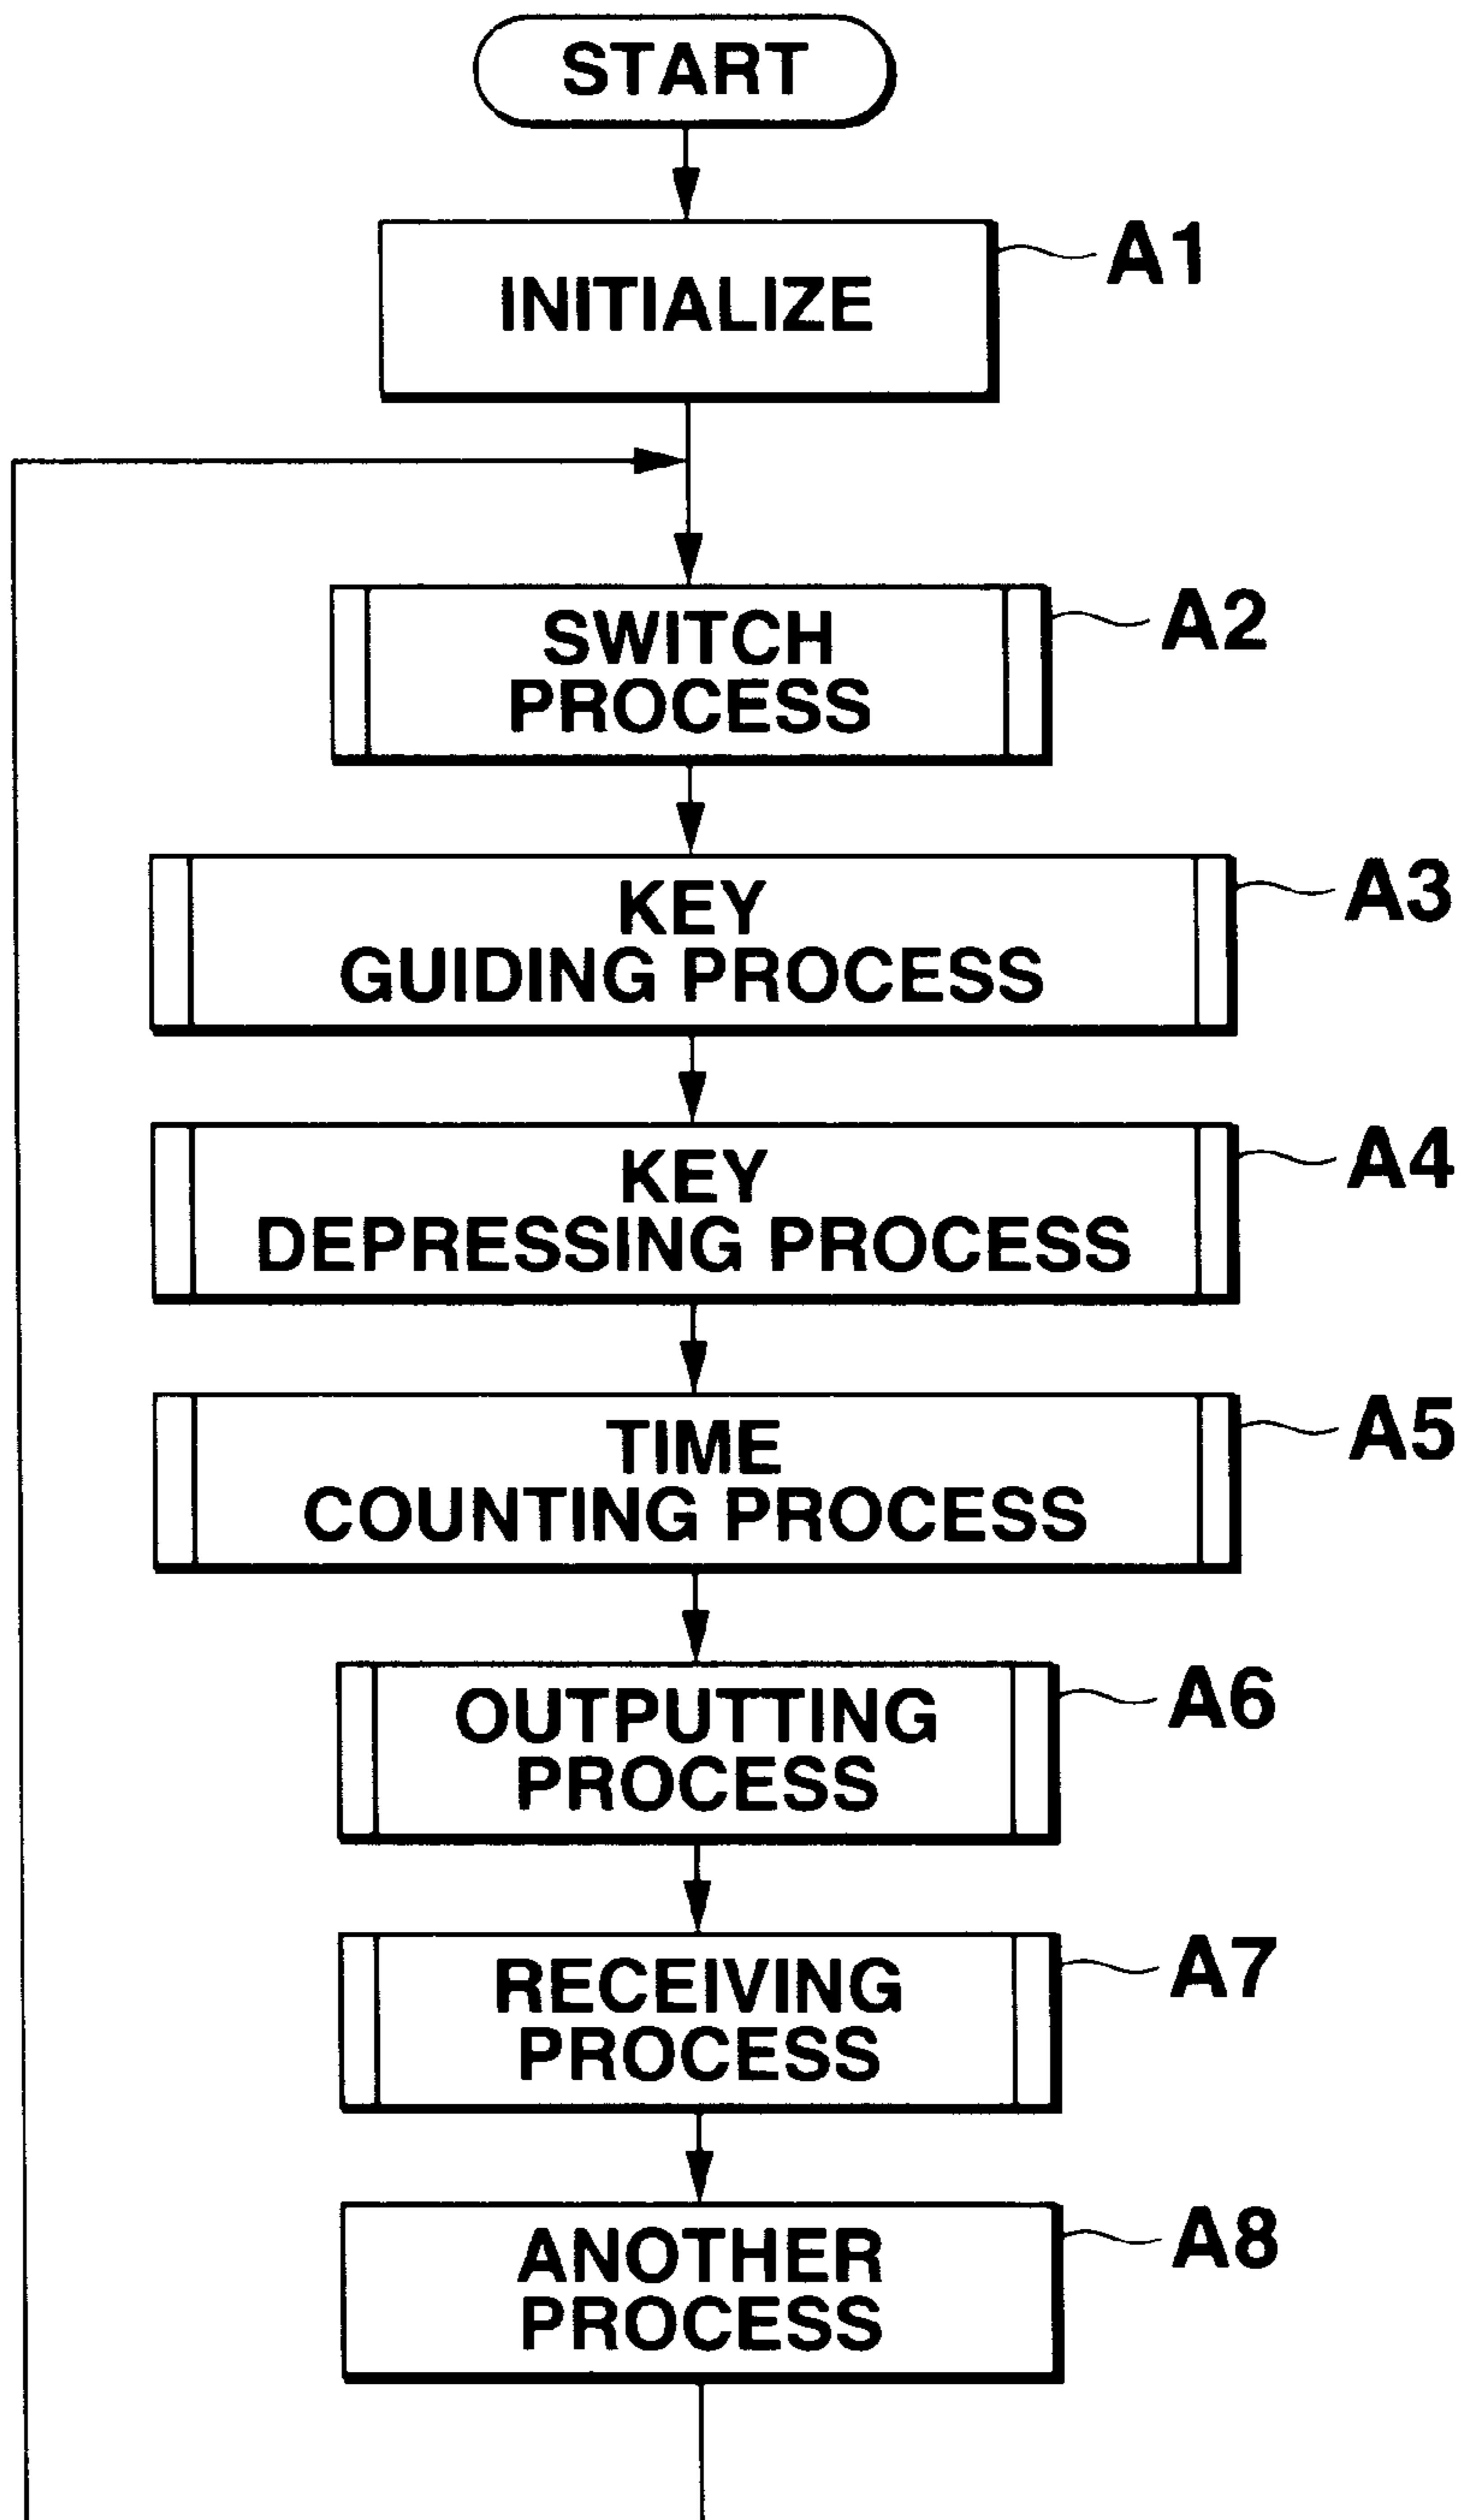 START
INITIALIZE
A1
SWITCH
PROCESS
A2
KEY
GUIDING PROCESS
A3
KEY
DEPRESSING PROCESS
A4
TIME
COUNTING PROCESS
A5
OUTPUTTING
PROCESS
A6
RECEIVING
PROCESS
A7
ANOTHER
PROCESS
A8